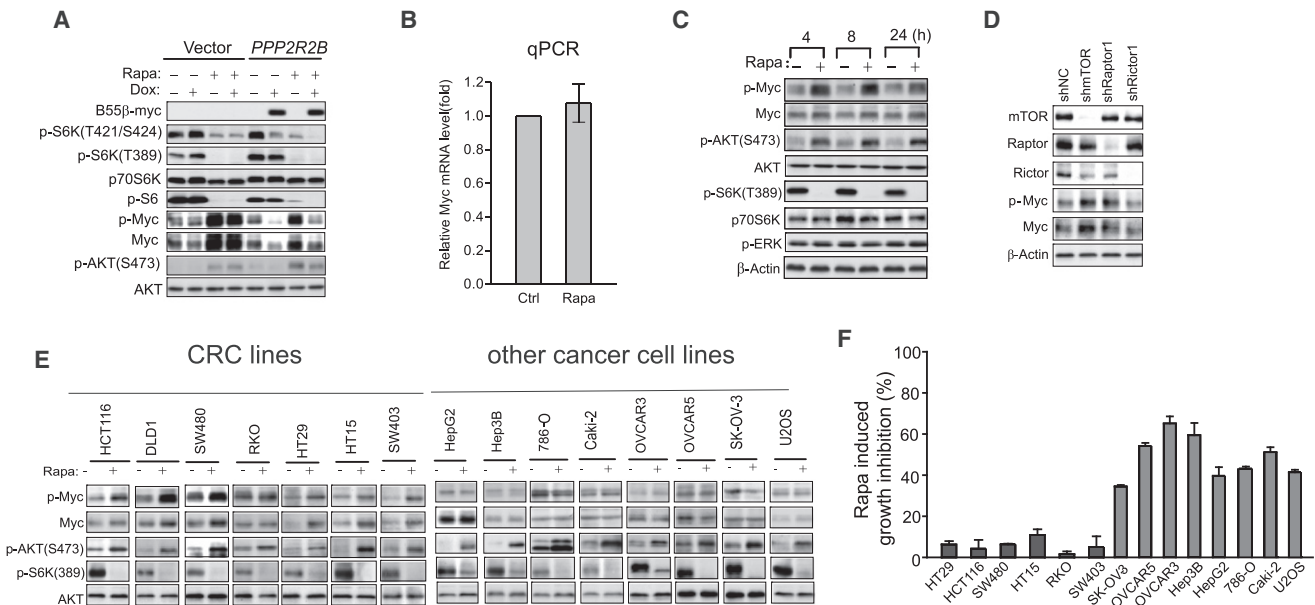 A
Vector PPP2R2B
Rapa: – – + + – – + +
Dox: – + – + – + – +
B55β-myc
p-S6K(T421/S424)
p-S6K(T389)
p70S6K
p-S6
p-Myc
Myc
p-AKT(S473)
AKT
B
qPCR
Relative Myc mRNA level(fold)
1.2
1.0
0.8
0.6
0.4
0.2
0.0
Ctrl Rapa
C
4 8 24 (h)
Rapa : – + – + – +
p-Myc
Myc
p-AKT(S473)
AKT
p-S6K(T389)
p70S6K
p-ERK
β-Actin
D
shNC shmTOR shRaptor1 shRictor1
mTOR
Raptor
Rictor
p-Myc
Myc
β-Actin
E
CRC lines other cancer cell lines
HCT116 DLD1 SW480 RKO HT29 HT15 SW403 HepG2 Hep3B 786-O Caki-2 OVCAR3 OVCAR5 SK-OV-3 U2OS
Rapa: - + - + - + - + - + - + - + - + - + - + - + - + - + - + - +
p-Myc
Myc
p-AKT(S473)
p-S6K(389)
AKT
F
Rapa induced
growth inhibition (%)
100
80
60
40
20
0
HT29 HCT116 SW480 HT15 RKO SW403 SK-OV3 OVCAR5 OVCAR3 Hep3B HepG2 786-O Caki-2 U2OS